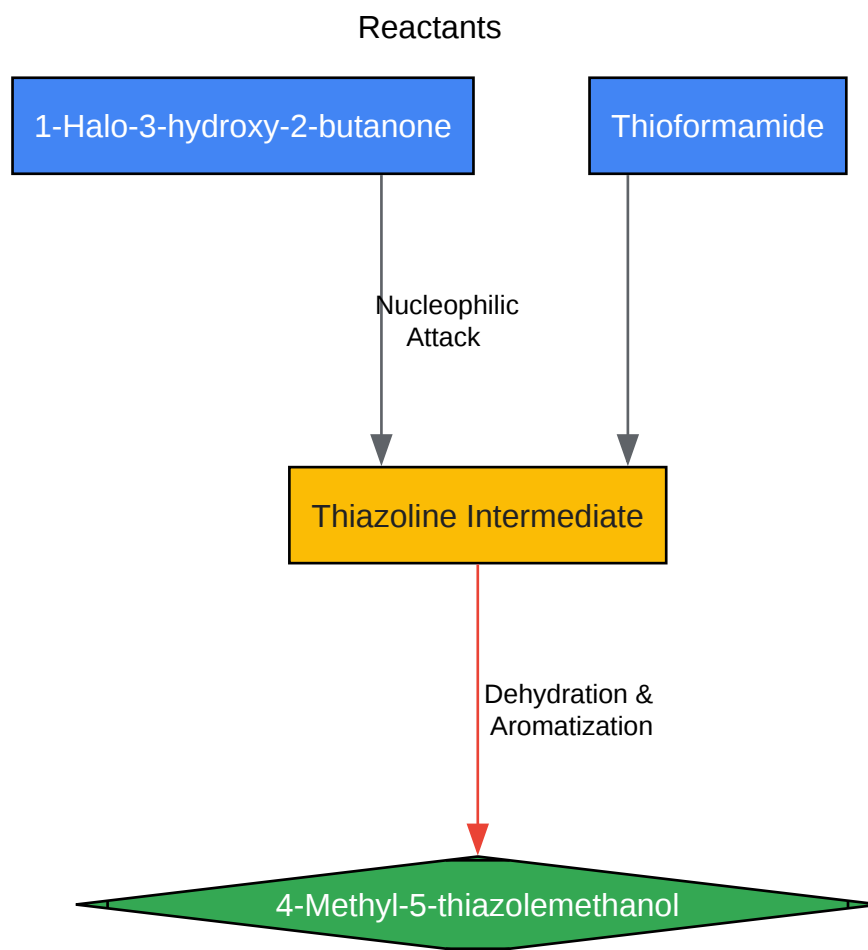 Reactants
1-Halo-3-hydroxy-2-butanone
Thioformamide
Nucleophilic
Attack
Thiazoline Intermediate
Dehydration &
Aromatization
4-Methyl-5-thiazolemethanol